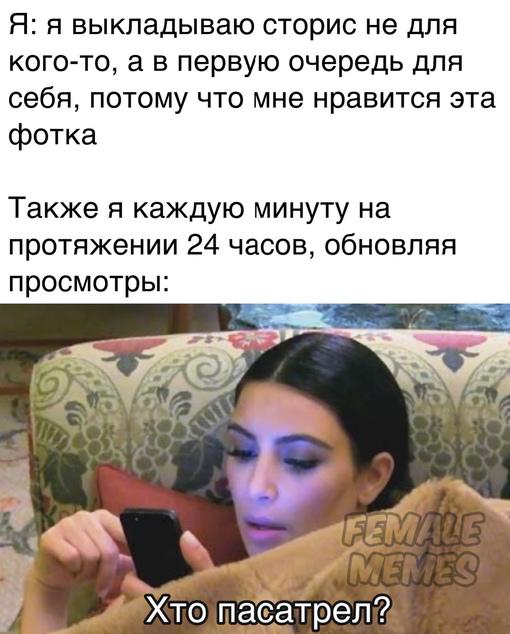 Я: я выкладываю сторис не для
кого-то, а в первую очередь для
себя, потому что мне нравится эта
фотка
Также я каждую минуту на
протяжении 24 часов, обновляя
просмотры:
FEMALE
MEMES
Хто пасатрел?